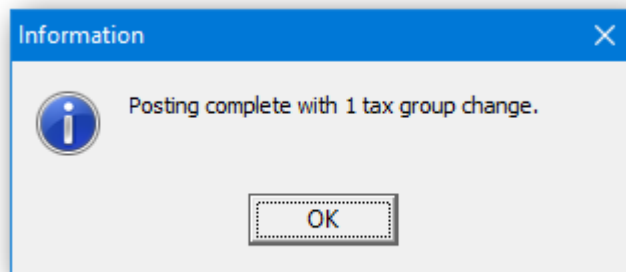 Information
Posting complete with 1 tax group change.
OK